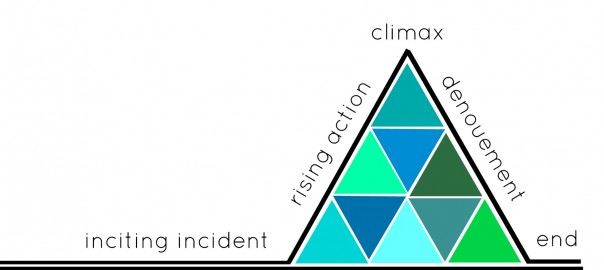 climax
rising action
denouement
inciting incident
end